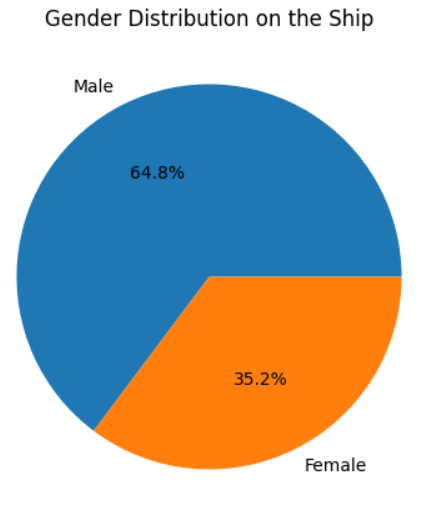 Gender Distribution on the Ship
Male
64.8%
35.2%
Female